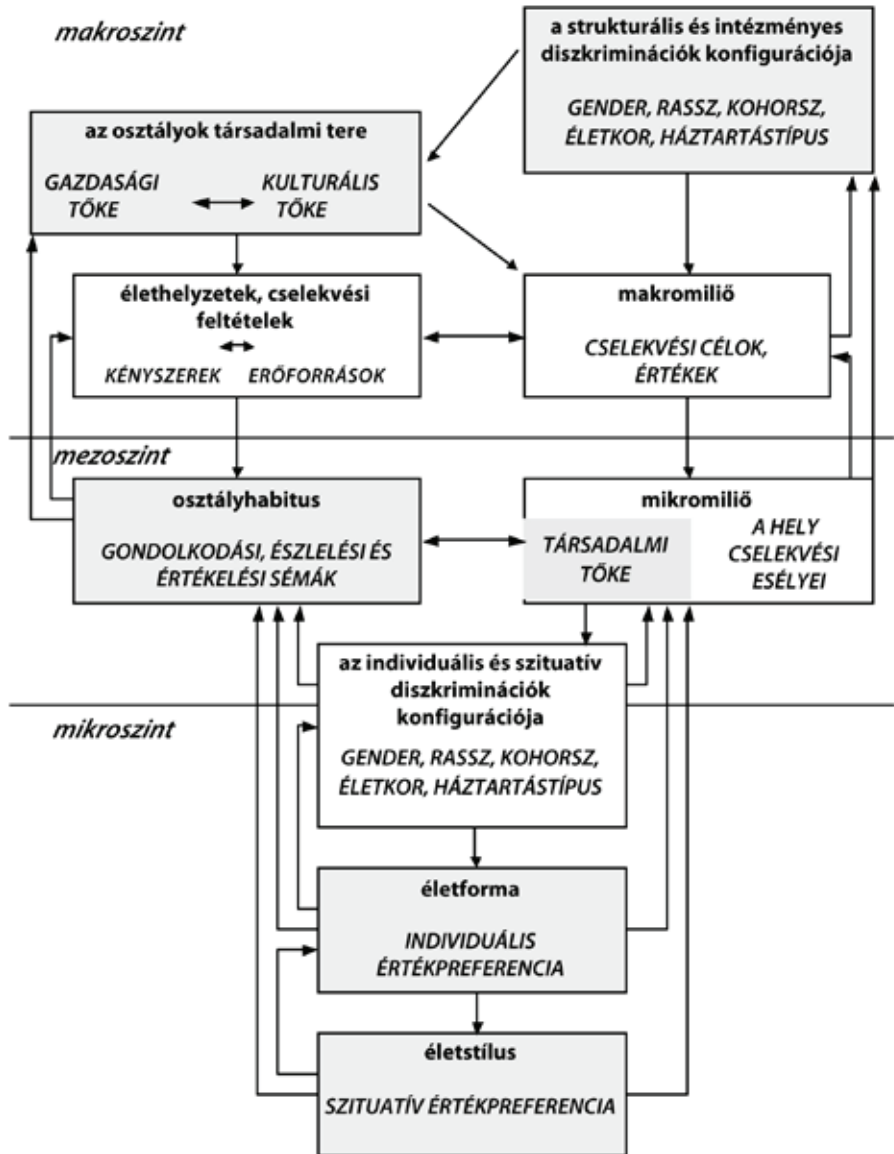 makroszint
a strukturális és intézményes
diszkriminációk konfigurációja
GENDER, RASSZ, KOHORSZ,
ÉLETKOR, HÁZTARTÁSTÍPUS
az osztályok társadalmi tere
GAZDASÁGI
TŐKE
KULTURÁLIS
TŐKE
élethelyzetek, cselekvési
feltételek
KÉNYSZEREK
ERŐFORRÁSOK
makromiliő
CSELEKVÉSI CÉLOK,
ÉRTÉKEK
mezoszint
osztályhabitus
GONDOLKODÁSI, ÉSZLELÉSI ÉS
ÉRTÉKELÉSI SÉMÁK
mikromiliő
TÁRSADALMI
TŐKE
A HELY
CSELEKVÉSI
ESÉLYEI
az individuális és szituatív
diszkriminációk
konfigurációja
GENDER, RASSZ, KOHORSZ,
ÉLETKOR, HÁZTARTÁSTÍPUS
mikroszint
életforma
INDIVIDUÁLIS
ÉRTÉKPREFERENCIA
életstílus
SZITUATÍV ÉRTÉKPREFERENCIA